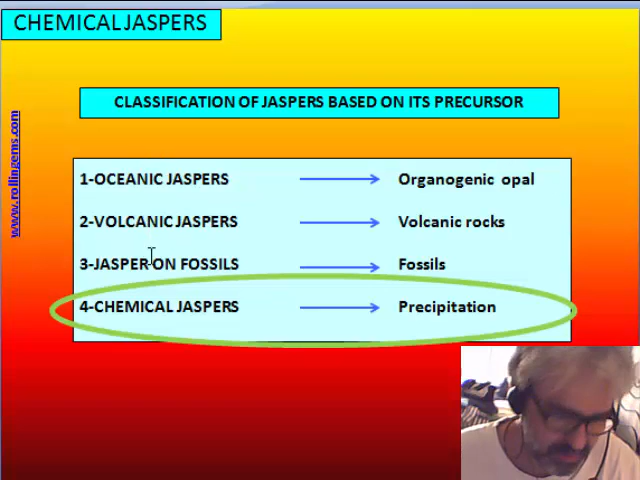 CHEMICAL JASPERS
CLASSIFICATION OF JASPERS BASED ON ITS PRECURSOR
www.rollingems.com
1-OCEANIC JASPERS Organogenic opal
2-VOLCANIC JASPERS Volcanic rocks
3-JASPER ON FOSSILS Fossils
4-CHEMICAL JASPERS Precipitation